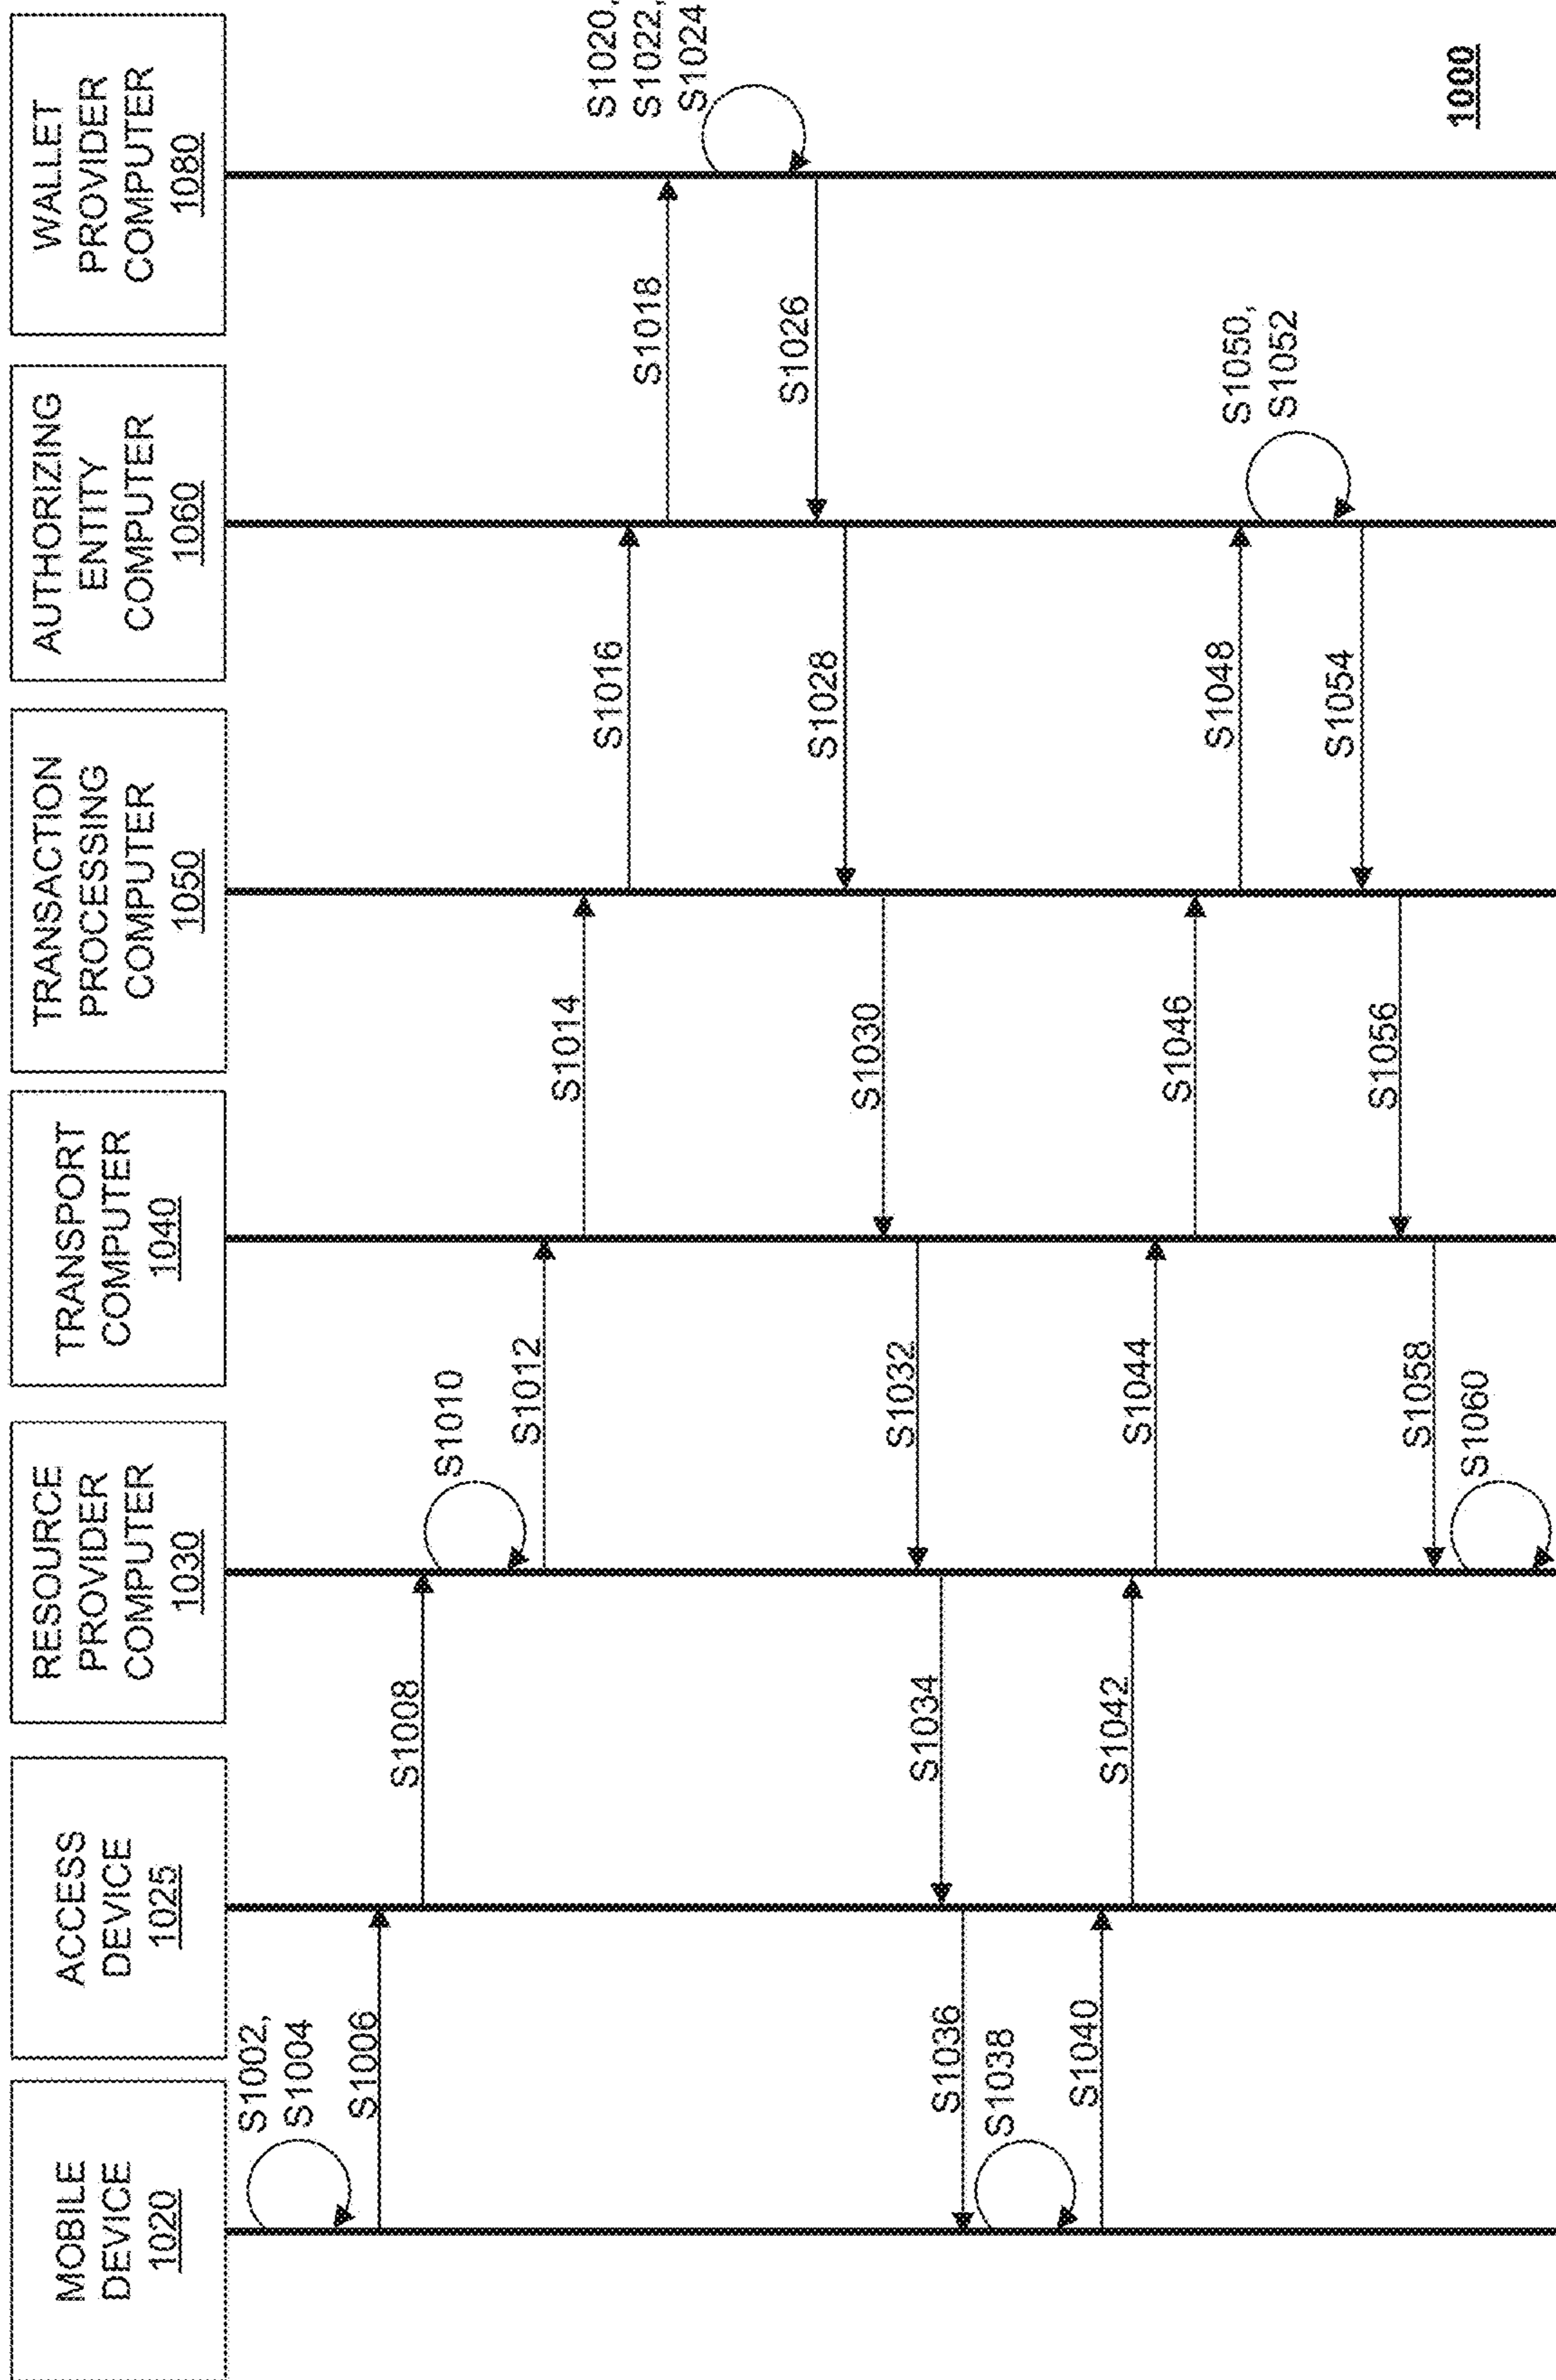 MOBILE
DEVICE
1020
ACCESS
DEVICE
1025
RESOURCE
PROVIDER
COMPUTER
1030
TRANSPORT
COMPUTER
1040
TRANSACTION
PROCESSING
COMPUTER
1050
AUTHORIZING
ENTITY
COMPUTER
1060
WALLET
PROVIDER
COMPUTER
1080
S1002,
S1004
S1006
S1008
S1010
S1012
S1014
S1016
S1018
S1020,
S1022,
S1024
S1026
S1028
S1030
S1032
S1034
S1036
S1038
S1040
S1042
S1044
S1046
S1048
S1050,
S1052
S1054
S1056
S1058
S1060
1000